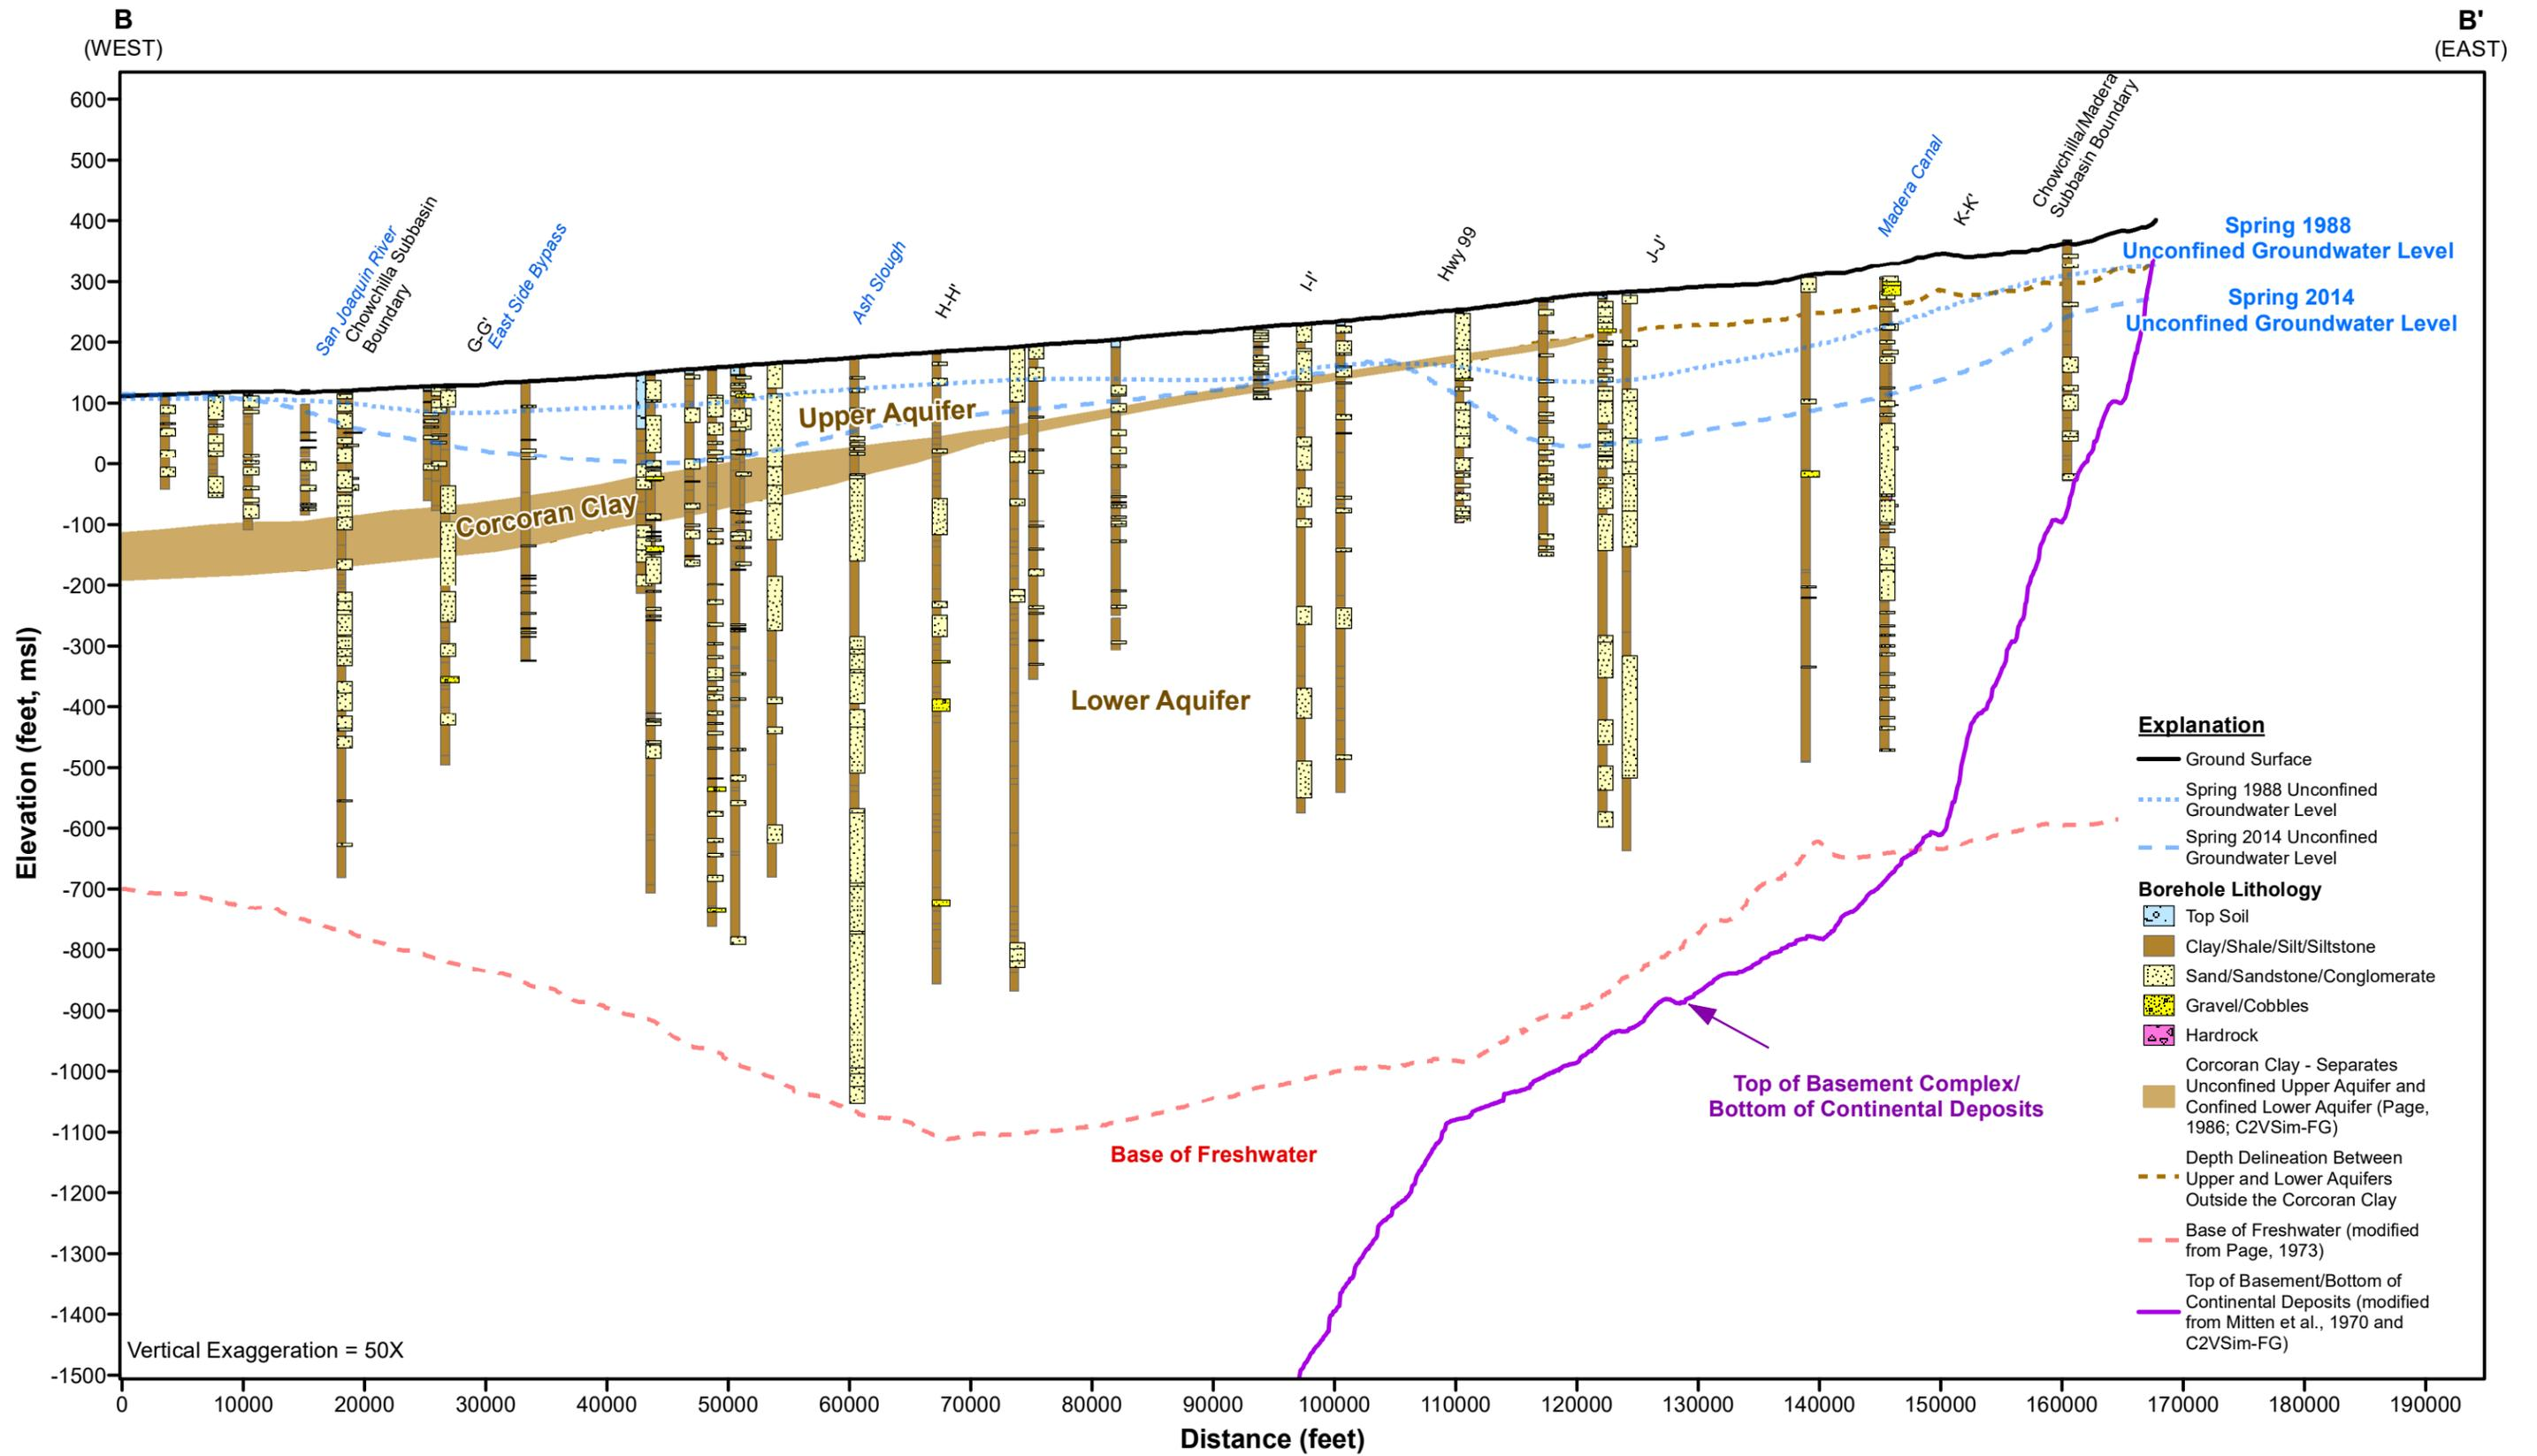 B
(WEST)
B'
(EAST)
600
500
400
300
200
100
0
-100
-200
-300
-400
-500
-600
-700
-800
-900
-1000
-1100
-1200
-1300
-1400
-1500
Elevation (feet, msl)
San Joaquin River
Chowchilla Subbasin
Boundary
G-G'
East Side Bypass
Ash Slough
H-H'
I-I'
Hwy 99
J-J'
Madera Canal
K-K'
Chowchilla/Madera
Subbasin Boundary
Spring 1988
Unconfined Groundwater Level
Spring 2014
Unconfined Groundwater Level
Upper Aquifer
Corcoran Clay
Lower Aquifer
Top of Basement Complex/
Bottom of Continental Deposits
Base of Freshwater
Explanation
Ground Surface
Spring 1988 Unconfined
Groundwater Level
Spring 2014 Unconfined
Groundwater Level
Borehole Lithology
Top Soil
Clay/Shale/Silt/Siltstone
Sand/Sandstone/Conglomerate
Gravel/Cobbles
Hardrock
Corcoran Clay - Separates
Unconfined Upper Aquifer and
Confined Lower Aquifer (Page,
1986; C2VSim-FG)
Depth Delineation Between
Upper and Lower Aquifers
Outside the Corcoran Clay
Base of Freshwater (modified
from Page, 1973)
Top of Basement/Bottom of
Continental Deposits (modified
from Mitten et al., 1970 and
C2VSim-FG)
Vertical Exaggeration = 50X
0 10000 20000 30000 40000 50000 60000 70000 80000 90000 100000 110000 120000 130000 140000 150000 160000 170000 180000 190000
Distance (feet)